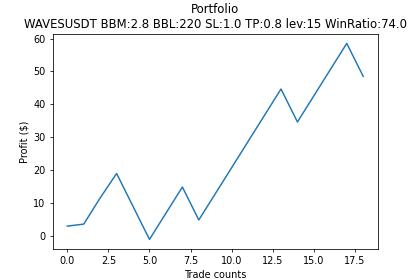 Portfolio
WAVESUSDT BBM:2.8 BBL:220 SL:1.0 TP:0.8 lev:15 WinRatio:74.0
60
50
40
30
20
10
0
Profit ($)
0.0 2.5 5.0 7.5 10.0 12.5 15.0 17.5
Trade counts